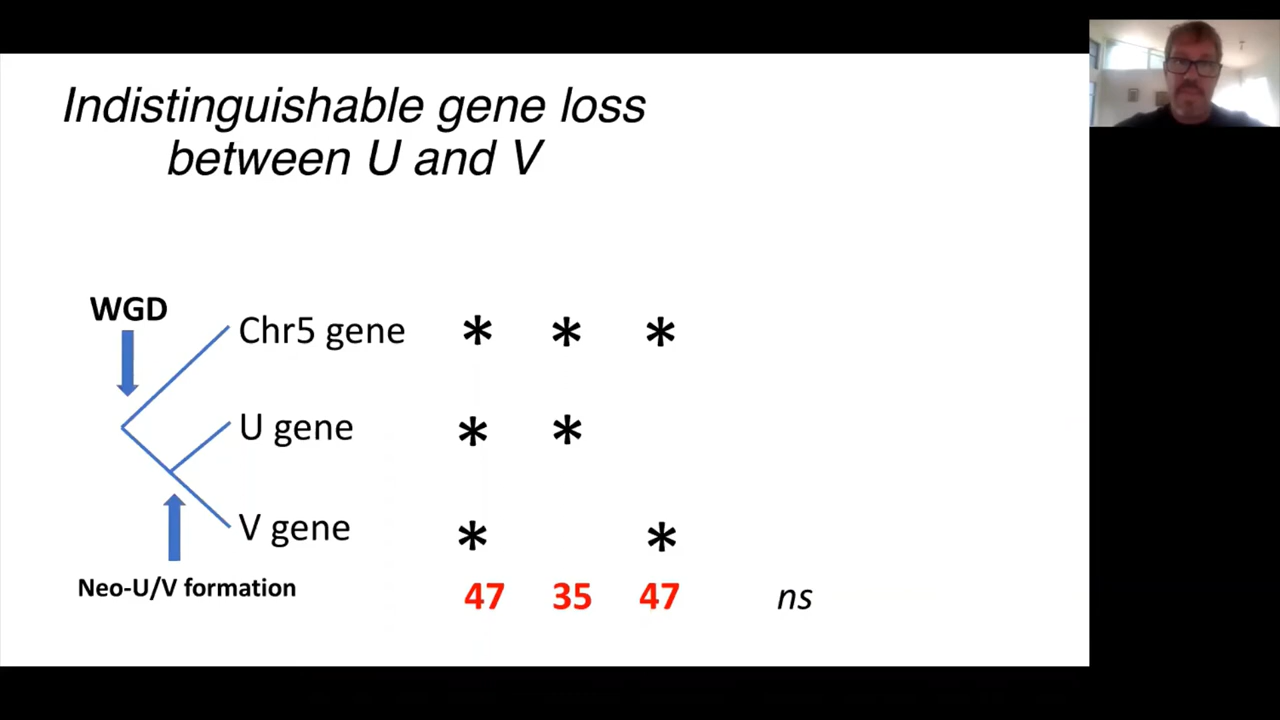 Indistinguishable gene loss
between U and V
WGD
Chr5 gene * * *
U gene * *
V gene * *
Neo-U/V formation
47 35 47 ns